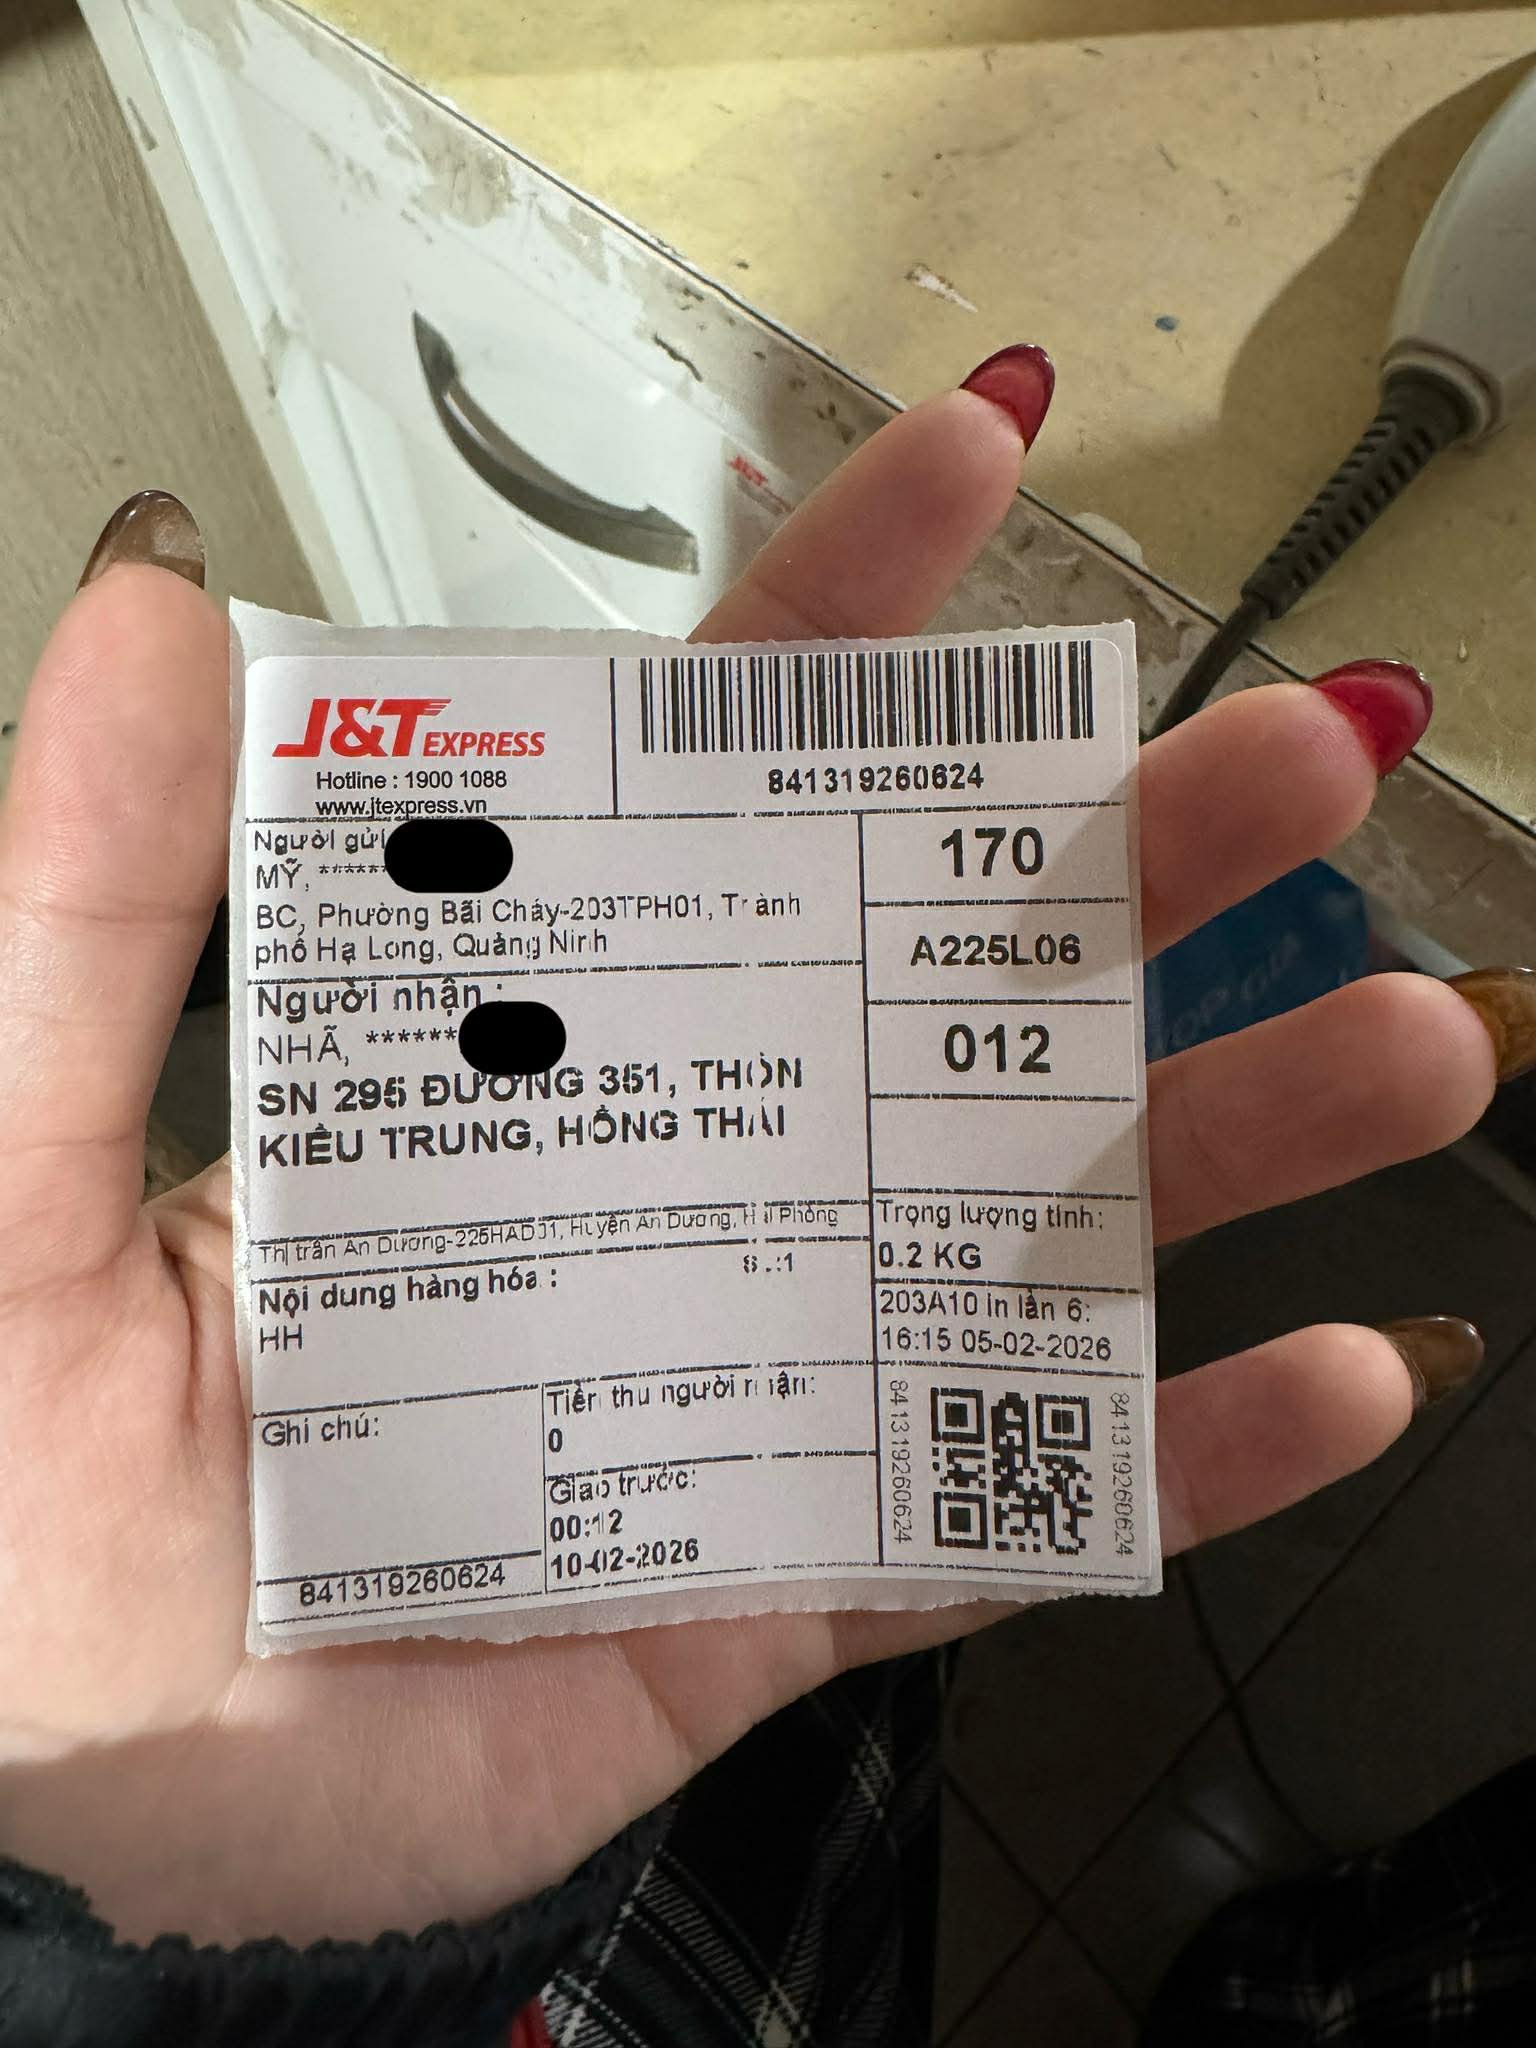 J&T EXPRESS
Hotline : 1900 1088
www.jtexpress.vn
841319260624
Người gửi
MỸ, ******
BC, Phường Bãi Cháy-203TPH01, Thành
phố Hạ Long, Quảng Ninh
170
A225L06
012
Người nhận :
NHÃ, ******
SN 295 ĐƯỜNG 351, THÔN
KIỀU TRUNG, HỒNG THÁI
Thị trấn An Dương-225HAD01, Huyện An Dương, Hải Phòng
Nội dung hàng hóa :
HH
Trọng lượng tính:
0.2 KG
203A10 in lần 6:
16:15 05-02-2026
Ghi chú:
Tiền thu người nhận:
0
Giao trước:
00:12
10-02-2026
841319260624
841319260624
841319260624
J&T